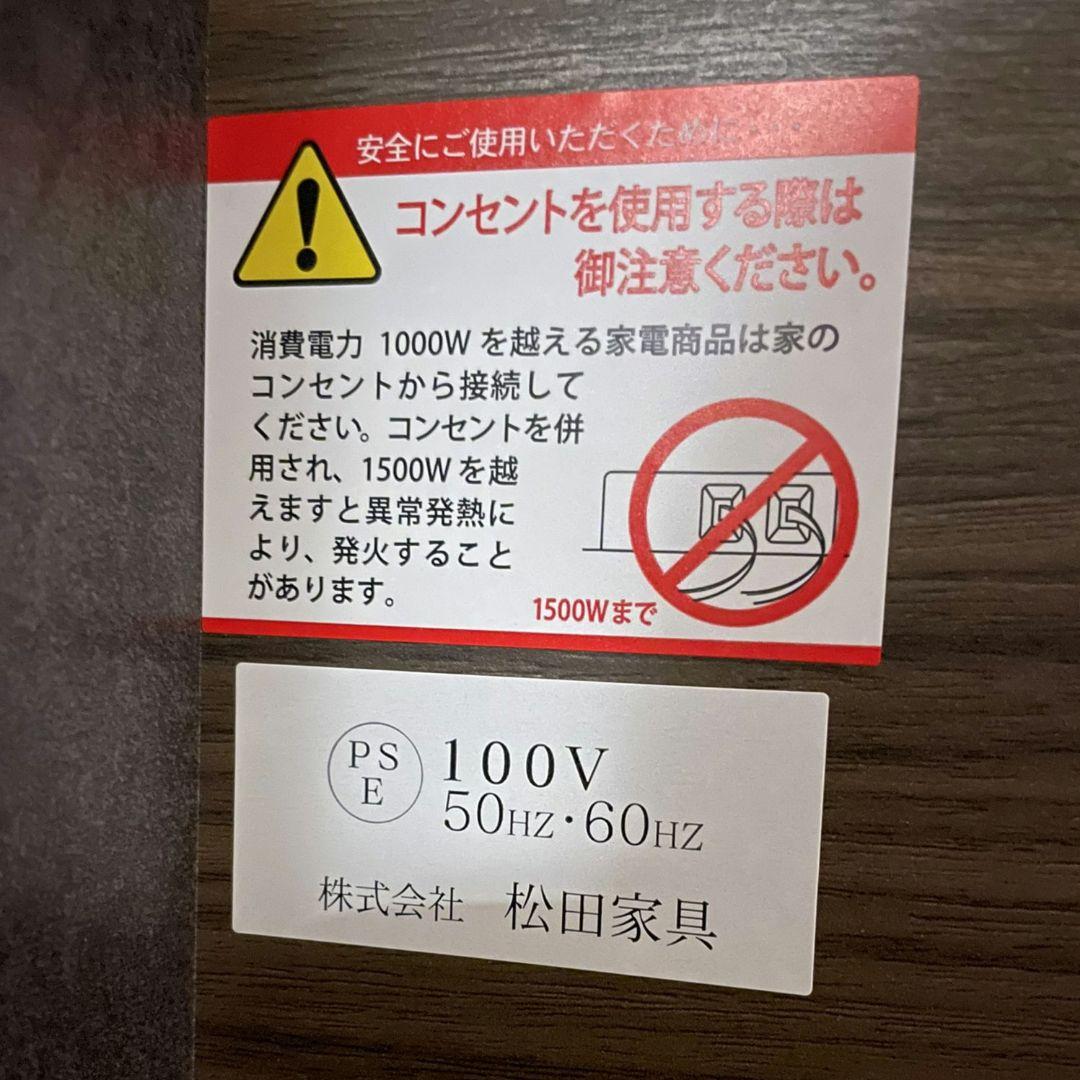 安全にご使用いただくために・・・
コンセントを使用する際は
御注意ください。
消費電力 1000W を越える家電商品は家の
コンセントから接続して
ください。コンセントを併
用され、1500W を越
えますと異常発熱に
より、発火すること
があります。
1500Wまで
PS
E
100V
50HZ・60HZ
株式会社 松田家具